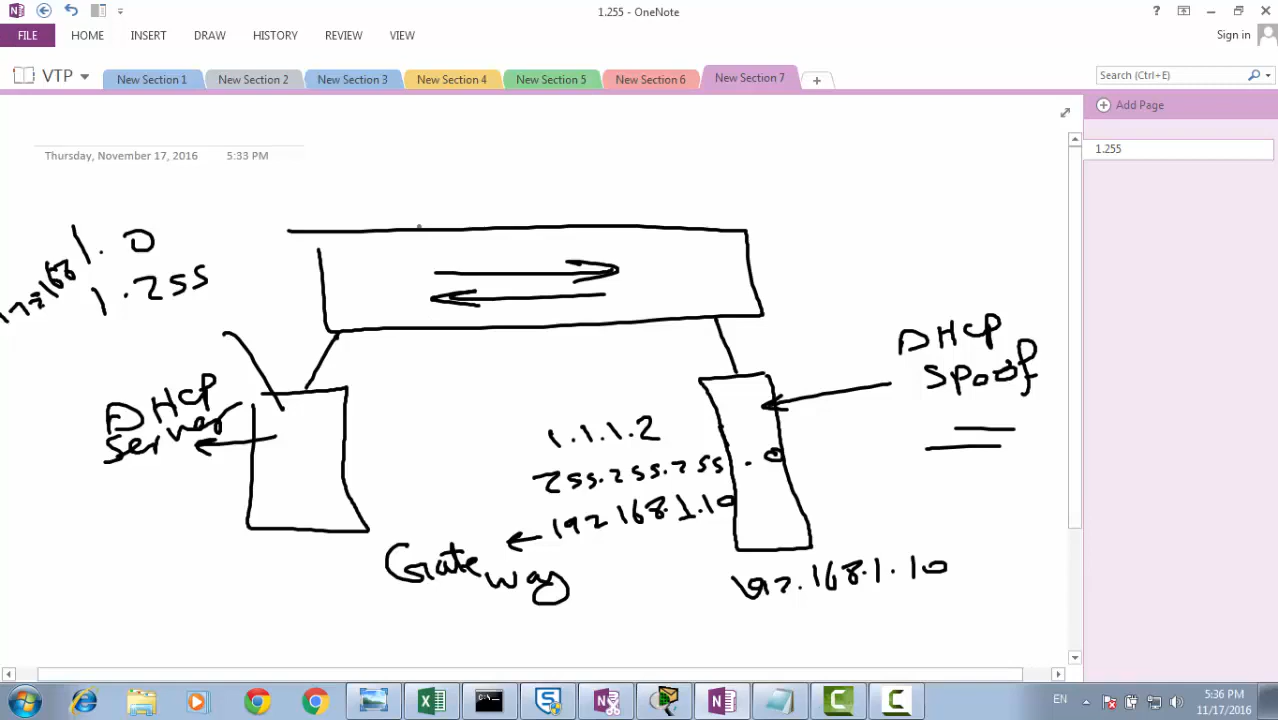 1.255 - OneNote
Sign in
FILE HOME INSERT DRAW HISTORY REVIEW VIEW
VTP New Section 1 New Section 2 New Section 3 New Section 4 New Section 5 New Section 6 New Section 7
Search (Ctrl+E)
Add Page
1.255
Thursday, November 17, 2016 5:33 PM
1.0
1.255
DHCP
Server
DHCP
Spoof
1.1.1.2
255.255.255.0
192.168.1.10
Gateway
192.168.1.10
EN
5:36 PM
11/17/2016